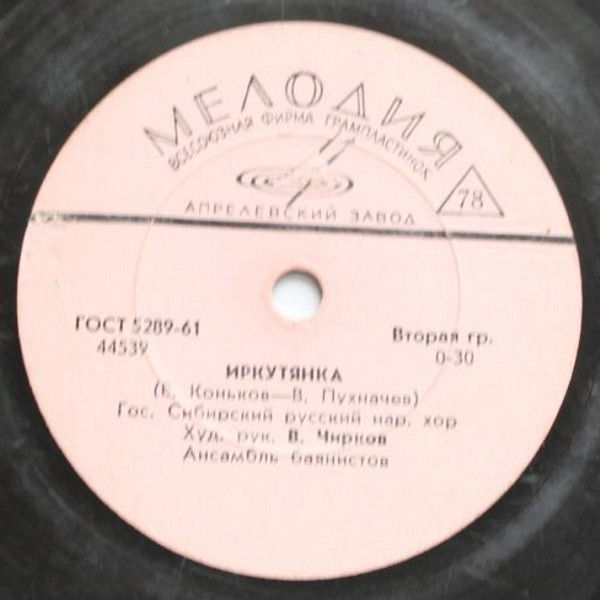 МЕЛОДИЯ
ВСЕСОЮЗНАЯ ФИРМА ГРАМПЛАСТИНОК
78
АПРЕЛЕВСКИЙ ЗАВОД
ГОСТ 5289-61
44539
Вторая гр.
0-30
ИРКУТЯНКА
(Е. Коньков—В. Пухначев)
Гос. Сибирский русский нар. хор
Худ. рук. В. Чирков
Ансамбль баянистов